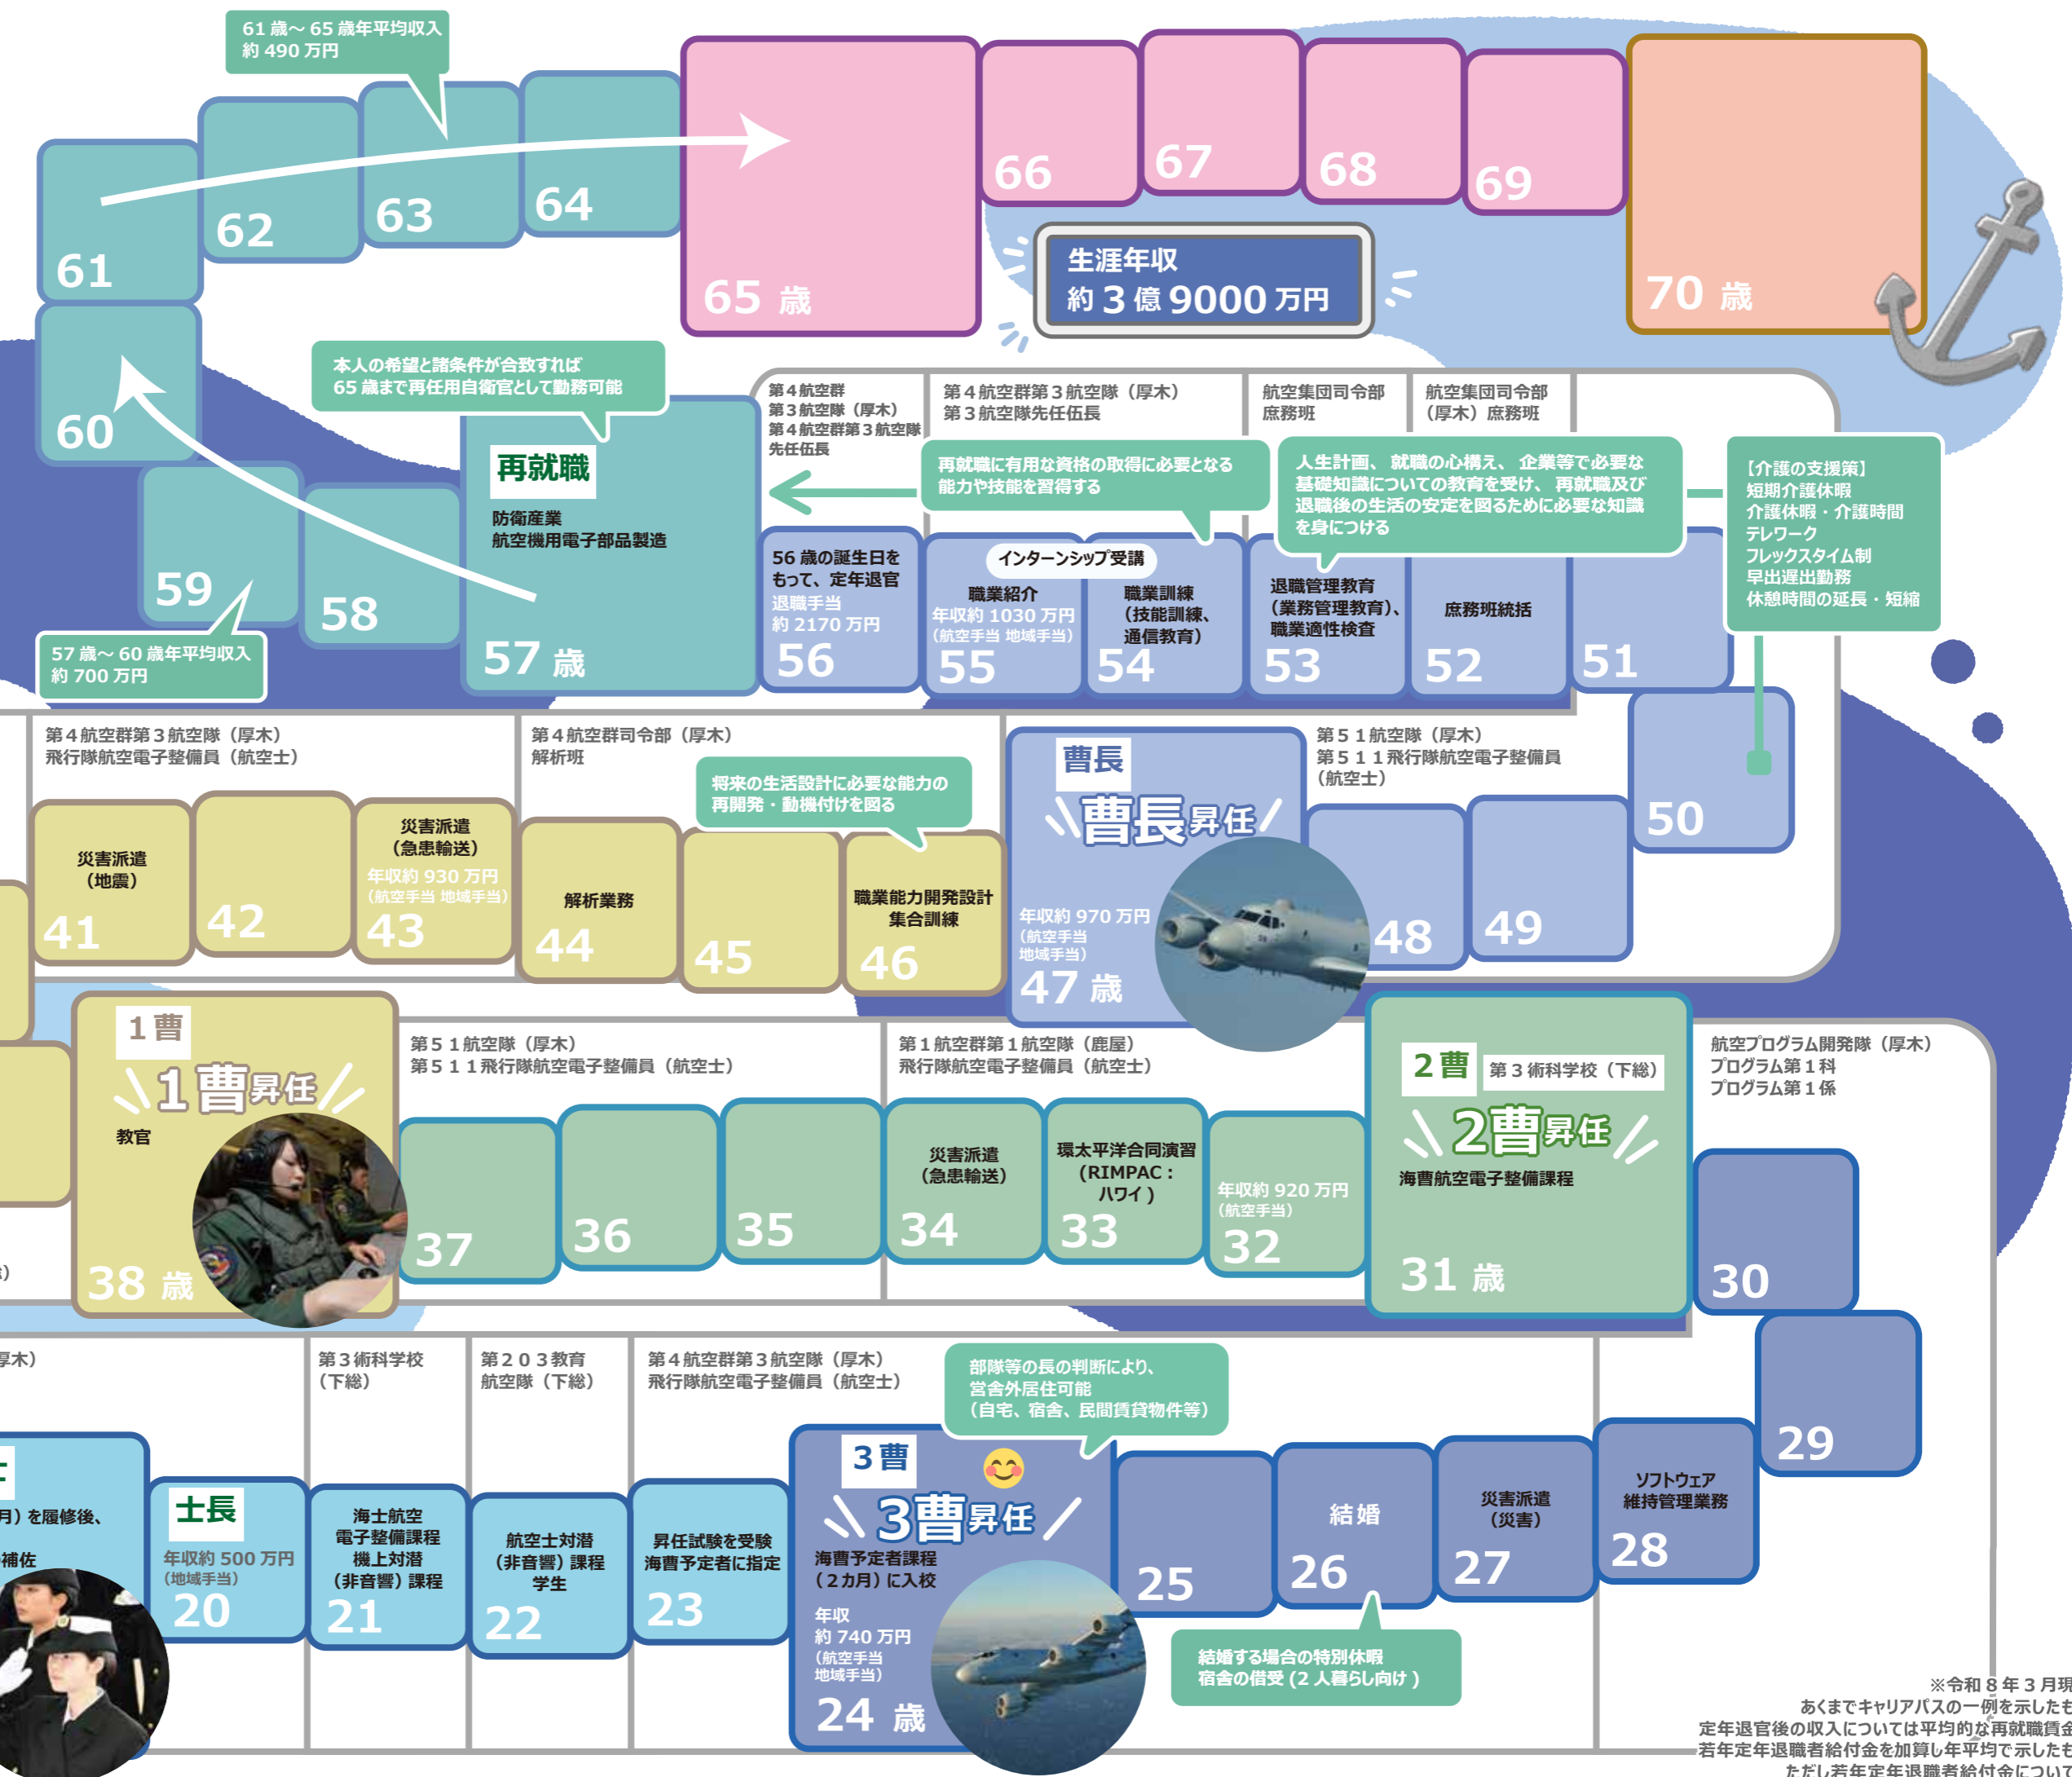 61 歳～ 65 歳年平均収入
約 490 万円
61
62
63
64
65 歳
66
67
68
69
70 歳
生涯年収
約 3 億 9000 万円
60
59
58
57 歳～ 60 歳年平均収入
約 700 万円
本人の希望と諸条件が合致すれば
65 歳まで再任用自衛官として勤務可能
再就職
防衛産業
航空機用電子部品製造
57 歳
第４航空群
第３航空隊（厚木）
第４航空群第３航空隊
先任伍長
56 歳の誕生日を
もって、定年退官
退職手当
約 2170 万円
56
第４航空群第３航空隊（厚木）
第３航空隊先任伍長
再就職に有用な資格の取得に必要となる
能力や技能を習得する
インターンシップ受講
職業紹介
年収約 1030 万円
（航空手当 地域手当）
55
職業訓練
（技能訓練、
通信教育）
54
航空集団司令部
庶務班
人生計画、就職の心構え、企業等で必要な
基礎知識についての教育を受け、再就職及び
退職後の生活の安定を図るために必要な知識
を身につける
退職管理教育
（業務管理教育）、
職業適性検査
53
航空集団司令部
（厚木）庶務班
庶務班統括
52
51
【介護の支援策】
短期介護休暇
介護休暇・介護時間
テレワーク
フレックスタイム制
早出遅出勤務
休憩時間の延長・短縮
第４航空群第３航空隊（厚木）
飛行隊航空電子整備員（航空士）
災害派遣
（地震）
41
42
災害派遣
（急患輸送）
年収約 930 万円
（航空手当 地域手当）
43
第４航空群司令部（厚木）
解析班
将来の生活設計に必要な能力の
再開発・動機付けを図る
解析業務
44
45
職業能力開発設計
集合訓練
46
曹長
曹長昇任
年収約 970 万円
（航空手当
地域手当）
47 歳
第５１航空隊（厚木）
第５１１飛行隊航空電子整備員
（航空士）
48
49
50
１曹
1曹昇任
教官
38 歳
第５１航空隊（厚木）
第５１１飛行隊航空電子整備員（航空士）
37
36
35
第１航空群第１航空隊（鹿屋）
飛行隊航空電子整備員（航空士）
災害派遣
（急患輸送）
34
環太平洋合同演習
（RIMPAC：
ハワイ）
33
年収約 920 万円
（航空手当）
32
２曹
第３術科学校（下総）
2曹昇任
海曹航空電子整備課程
31 歳
航空プログラム開発隊（厚木）
プログラム第１科
プログラム第１係
30
29
厚木）
月）を履修後、
補佐
士長
年収約 500 万円
（地域手当）
20
第３術科学校
（下総）
海士航空
電子整備課程
機上対潜
（非音響）課程
21
第２０３教育
航空隊（下総）
航空士対潜
（非音響）課程
学生
22
第４航空群第３航空隊（厚木）
飛行隊航空電子整備員（航空士）
昇任試験を受験
海曹予定者に指定
23
部隊等の長の判断により、
営舎外居住可能
（自宅、宿舎、民間賃貸物件等）
３曹
3曹昇任
海曹予定者課程
（２カ月）に入校
年収
約 740 万円
（航空手当
地域手当）
24 歳
25
結婚
26
結婚する場合の特別休暇
宿舎の借受 (2 人暮らし向け )
災害派遣
（災害）
27
ソフトウェア
維持管理業務
28
※令和８年３月現
あくまでキャリアパスの一例を示したも
定年退官後の収入については平均的な再就職賃金
若年定年退職者給付金を加算し年平均で示したも
ただし若年定年退職者給付金について